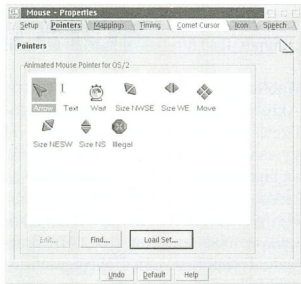 Mouse - Properties
Setup Pointers Mappings Timing Comet Cursor Icon Speech
Pointers
Animated Mouse Pointer for OS/2
Arrow Text Wait Size NWSE Size WE Move
Size NESW Size NS Illegal
Edit... Find... Load Set...
Undo Default Help